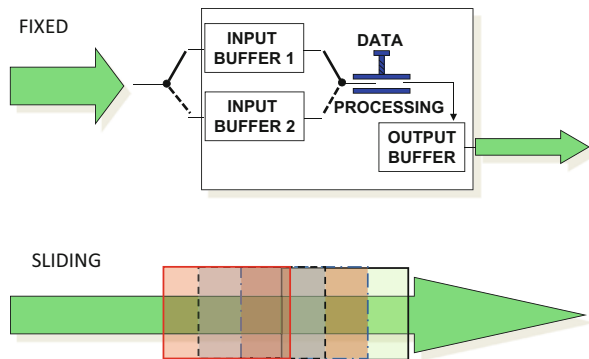 FIXED
INPUT
BUFFER 1
DATA
PROCESSING
INPUT
BUFFER 2
OUTPUT
BUFFER
SLIDING